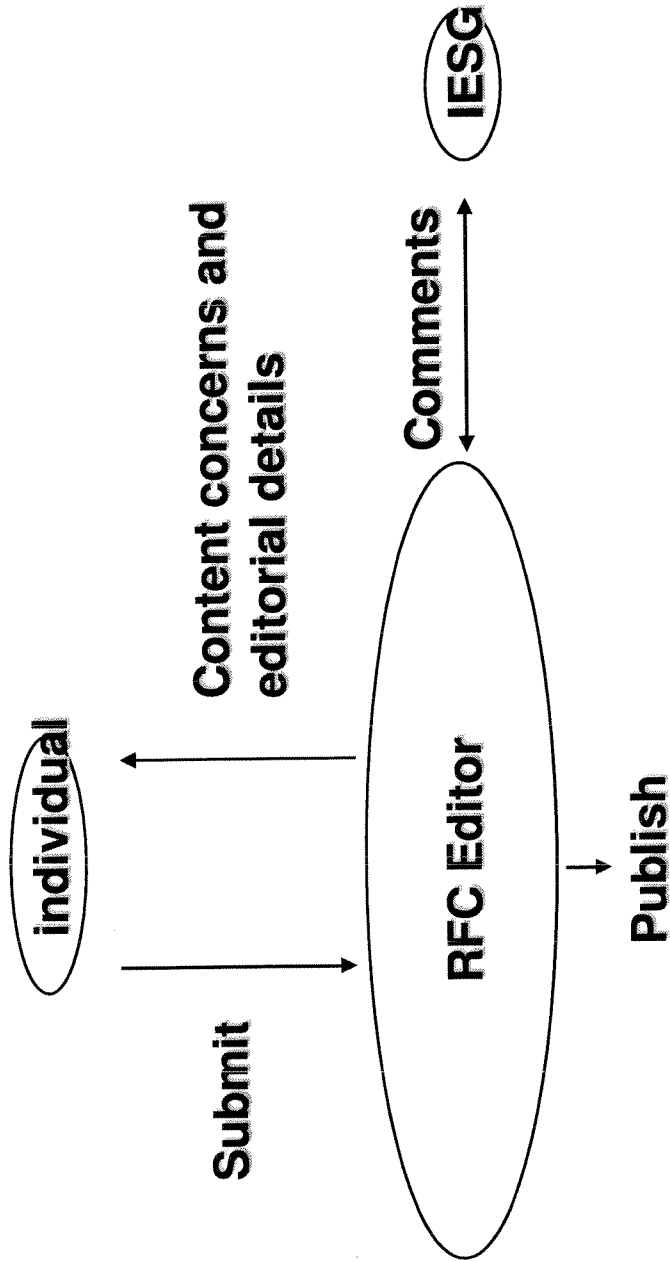 individual
Submit
Content concerns and
editorial details
Comments
RFC Editor
IESG
Publish